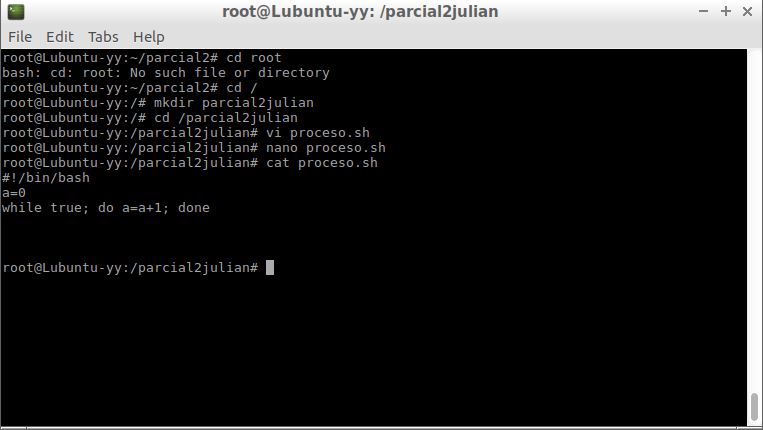 root@Lubuntu-yy: /parcial2julian
File Edit Tabs Help
root@Lubuntu-yy:~/parcial2# cd root
bash: cd: root: No such file or directory
root@Lubuntu-yy:~/parcial2# cd /
root@Lubuntu-yy:/# mkdir parcial2julian
root@Lubuntu-yy:/# cd /parcial2julian
root@Lubuntu-yy:/parcial2julian# vi proceso.sh
root@Lubuntu-yy:/parcial2julian# nano proceso.sh
root@Lubuntu-yy:/parcial2julian# cat proceso.sh
#!/bin/bash
a=0
while true; do a=a+1; done
root@Lubuntu-yy:/parcial2julian#